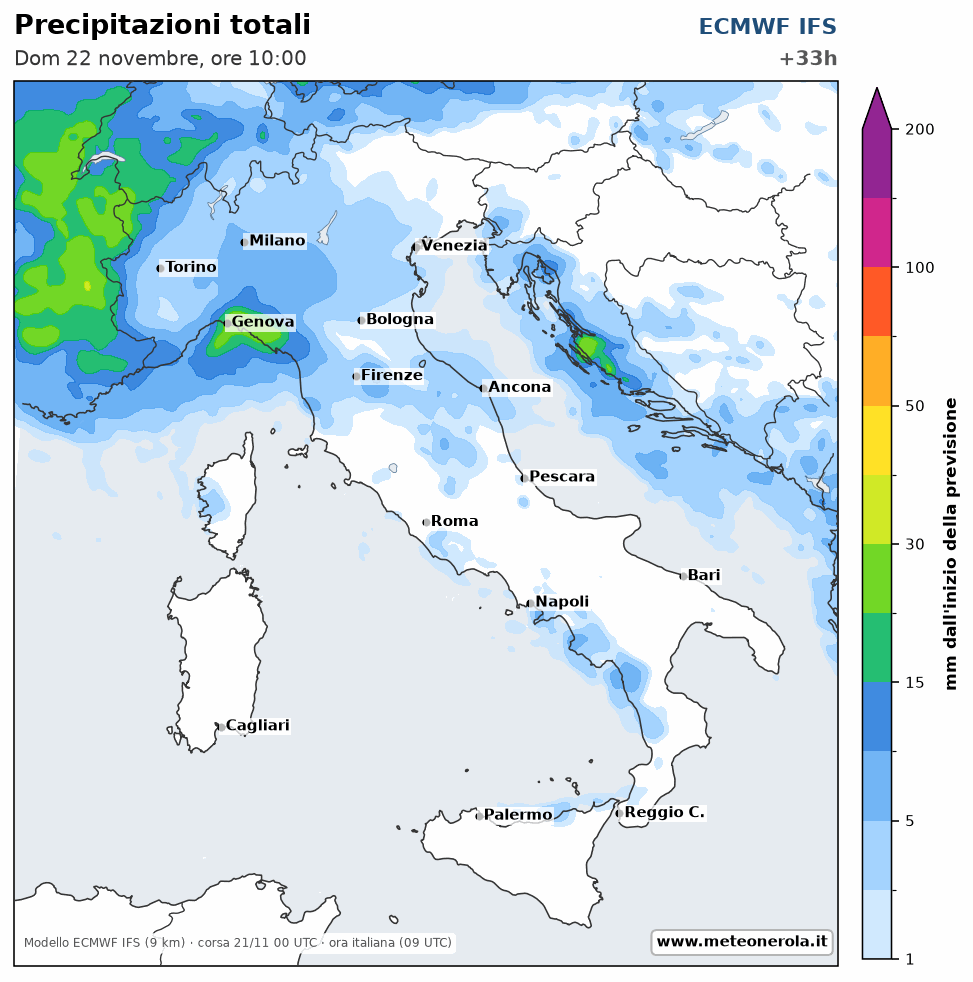 Precipitazioni totali
ECMWF IFS
Dom 22 novembre, ore 10:00
+33h
200
100
50
30
15
5
1
mm dall'inizio della previsione
Milano
Venezia
Torino
Genova
Bologna
Firenze
Ancona
Pescara
Roma
Bari
Napoli
Cagliari
Palermo
Reggio C.
Modello ECMWF IFS (9 km) · corsa 21/11 00 UTC · ora italiana (09 UTC)
www.meteonerola.it